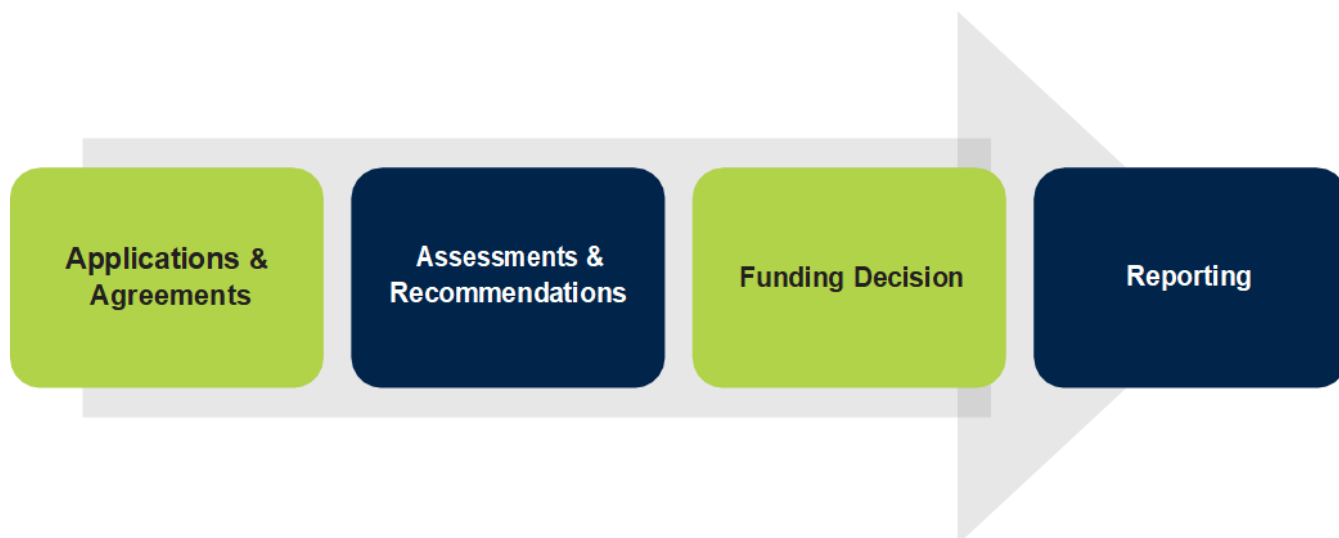 Applications &
Agreements
Assessments &
Recommendations
Funding Decision
Reporting